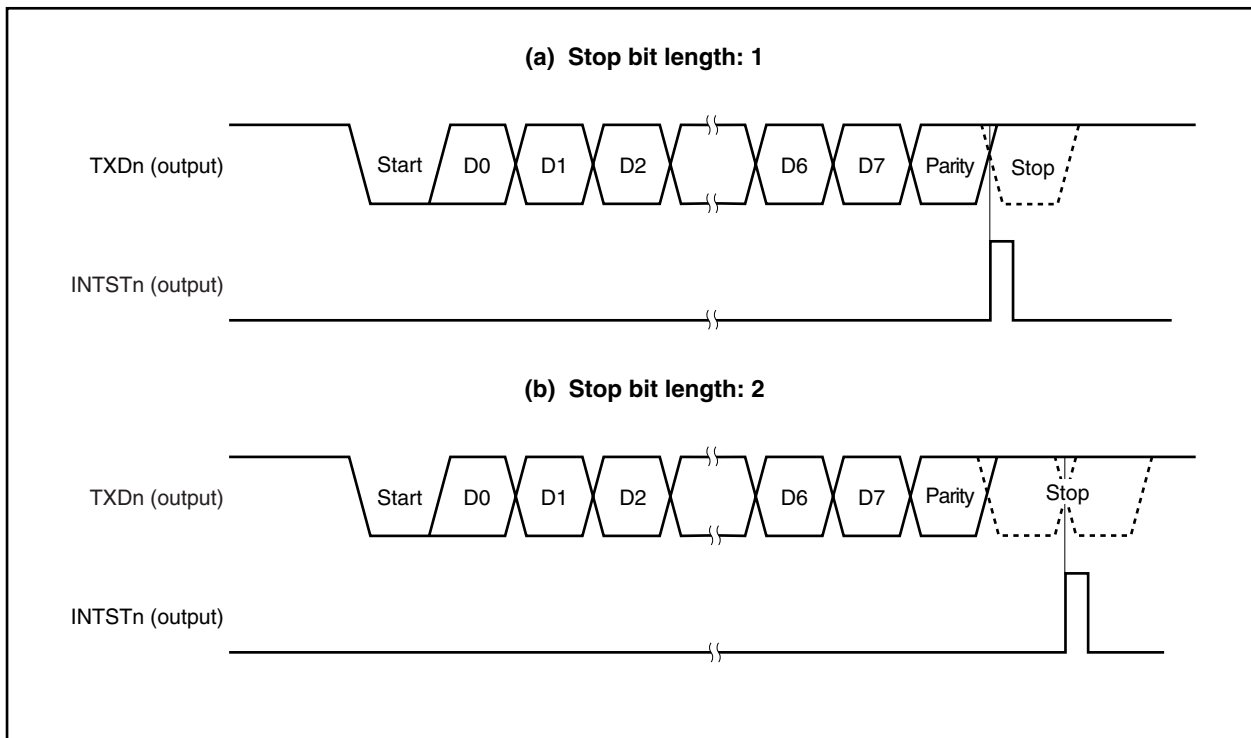 (a) Stop bit length: 1
TXDn (output)
Start D0 D1 D2 D6 D7 Parity Stop
INTSTn (output)
(b) Stop bit length: 2
TXDn (output)
Start D0 D1 D2 D6 D7 Parity Stop
INTSTn (output)